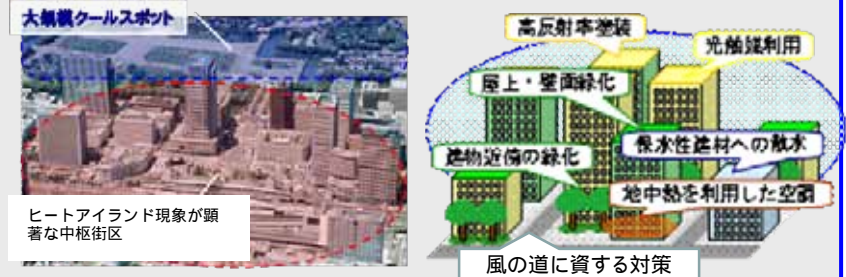 大規模クールスポット
ヒートアイランド現象が顕
著な中枢街区
高反射率塗装
光触媒利用
屋上・壁面緑化
保水性建材への散水
建物近傍の緑化
地中熱を利用した空調
風の道に資する対策